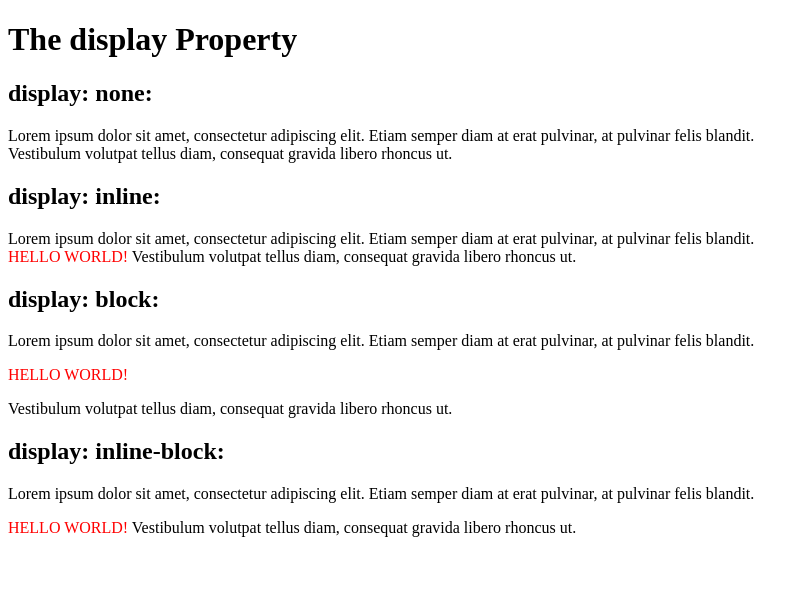 The display Property
display: none:
Lorem ipsum dolor sit amet, consectetur adipiscing elit. Etiam semper diam at erat pulvinar, at pulvinar felis blandit.
Vestibulum volutpat tellus diam, consequat gravida libero rhoncus ut.
display: inline:
Lorem ipsum dolor sit amet, consectetur adipiscing elit. Etiam semper diam at erat pulvinar, at pulvinar felis blandit.
HELLO WORLD! Vestibulum volutpat tellus diam, consequat gravida libero rhoncus ut.
display: block:
Lorem ipsum dolor sit amet, consectetur adipiscing elit. Etiam semper diam at erat pulvinar, at pulvinar felis blandit.
HELLO WORLD!
Vestibulum volutpat tellus diam, consequat gravida libero rhoncus ut.
display: inline-block:
Lorem ipsum dolor sit amet, consectetur adipiscing elit. Etiam semper diam at erat pulvinar, at pulvinar felis blandit.
HELLO WORLD! Vestibulum volutpat tellus diam, consequat gravida libero rhoncus ut.